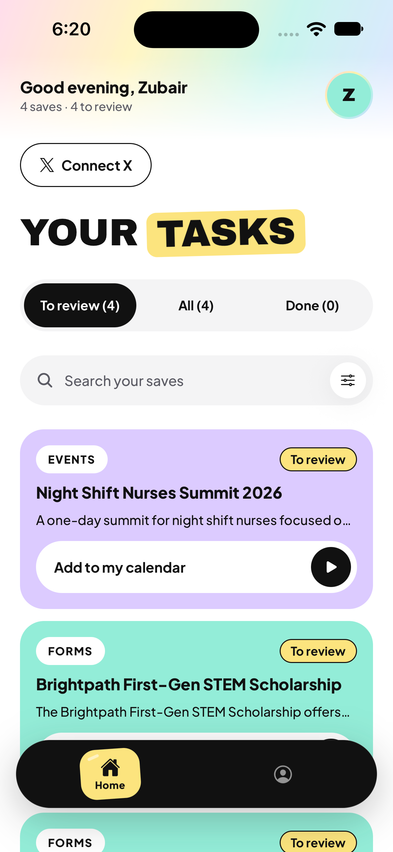 6:20
Good evening, Zubair
4 saves · 4 to review
Z
𝕏 Connect X
YOUR TASKS
To review (4) All (4) Done (0)
Search your saves
EVENTS To review
Night Shift Nurses Summit 2026
A one-day summit for night shift nurses focused o...
Add to my calendar
FORMS To review
Brightpath First-Gen STEM Scholarship
The Brightpath First-Gen STEM Scholarship offers...
Home
FORMS To review